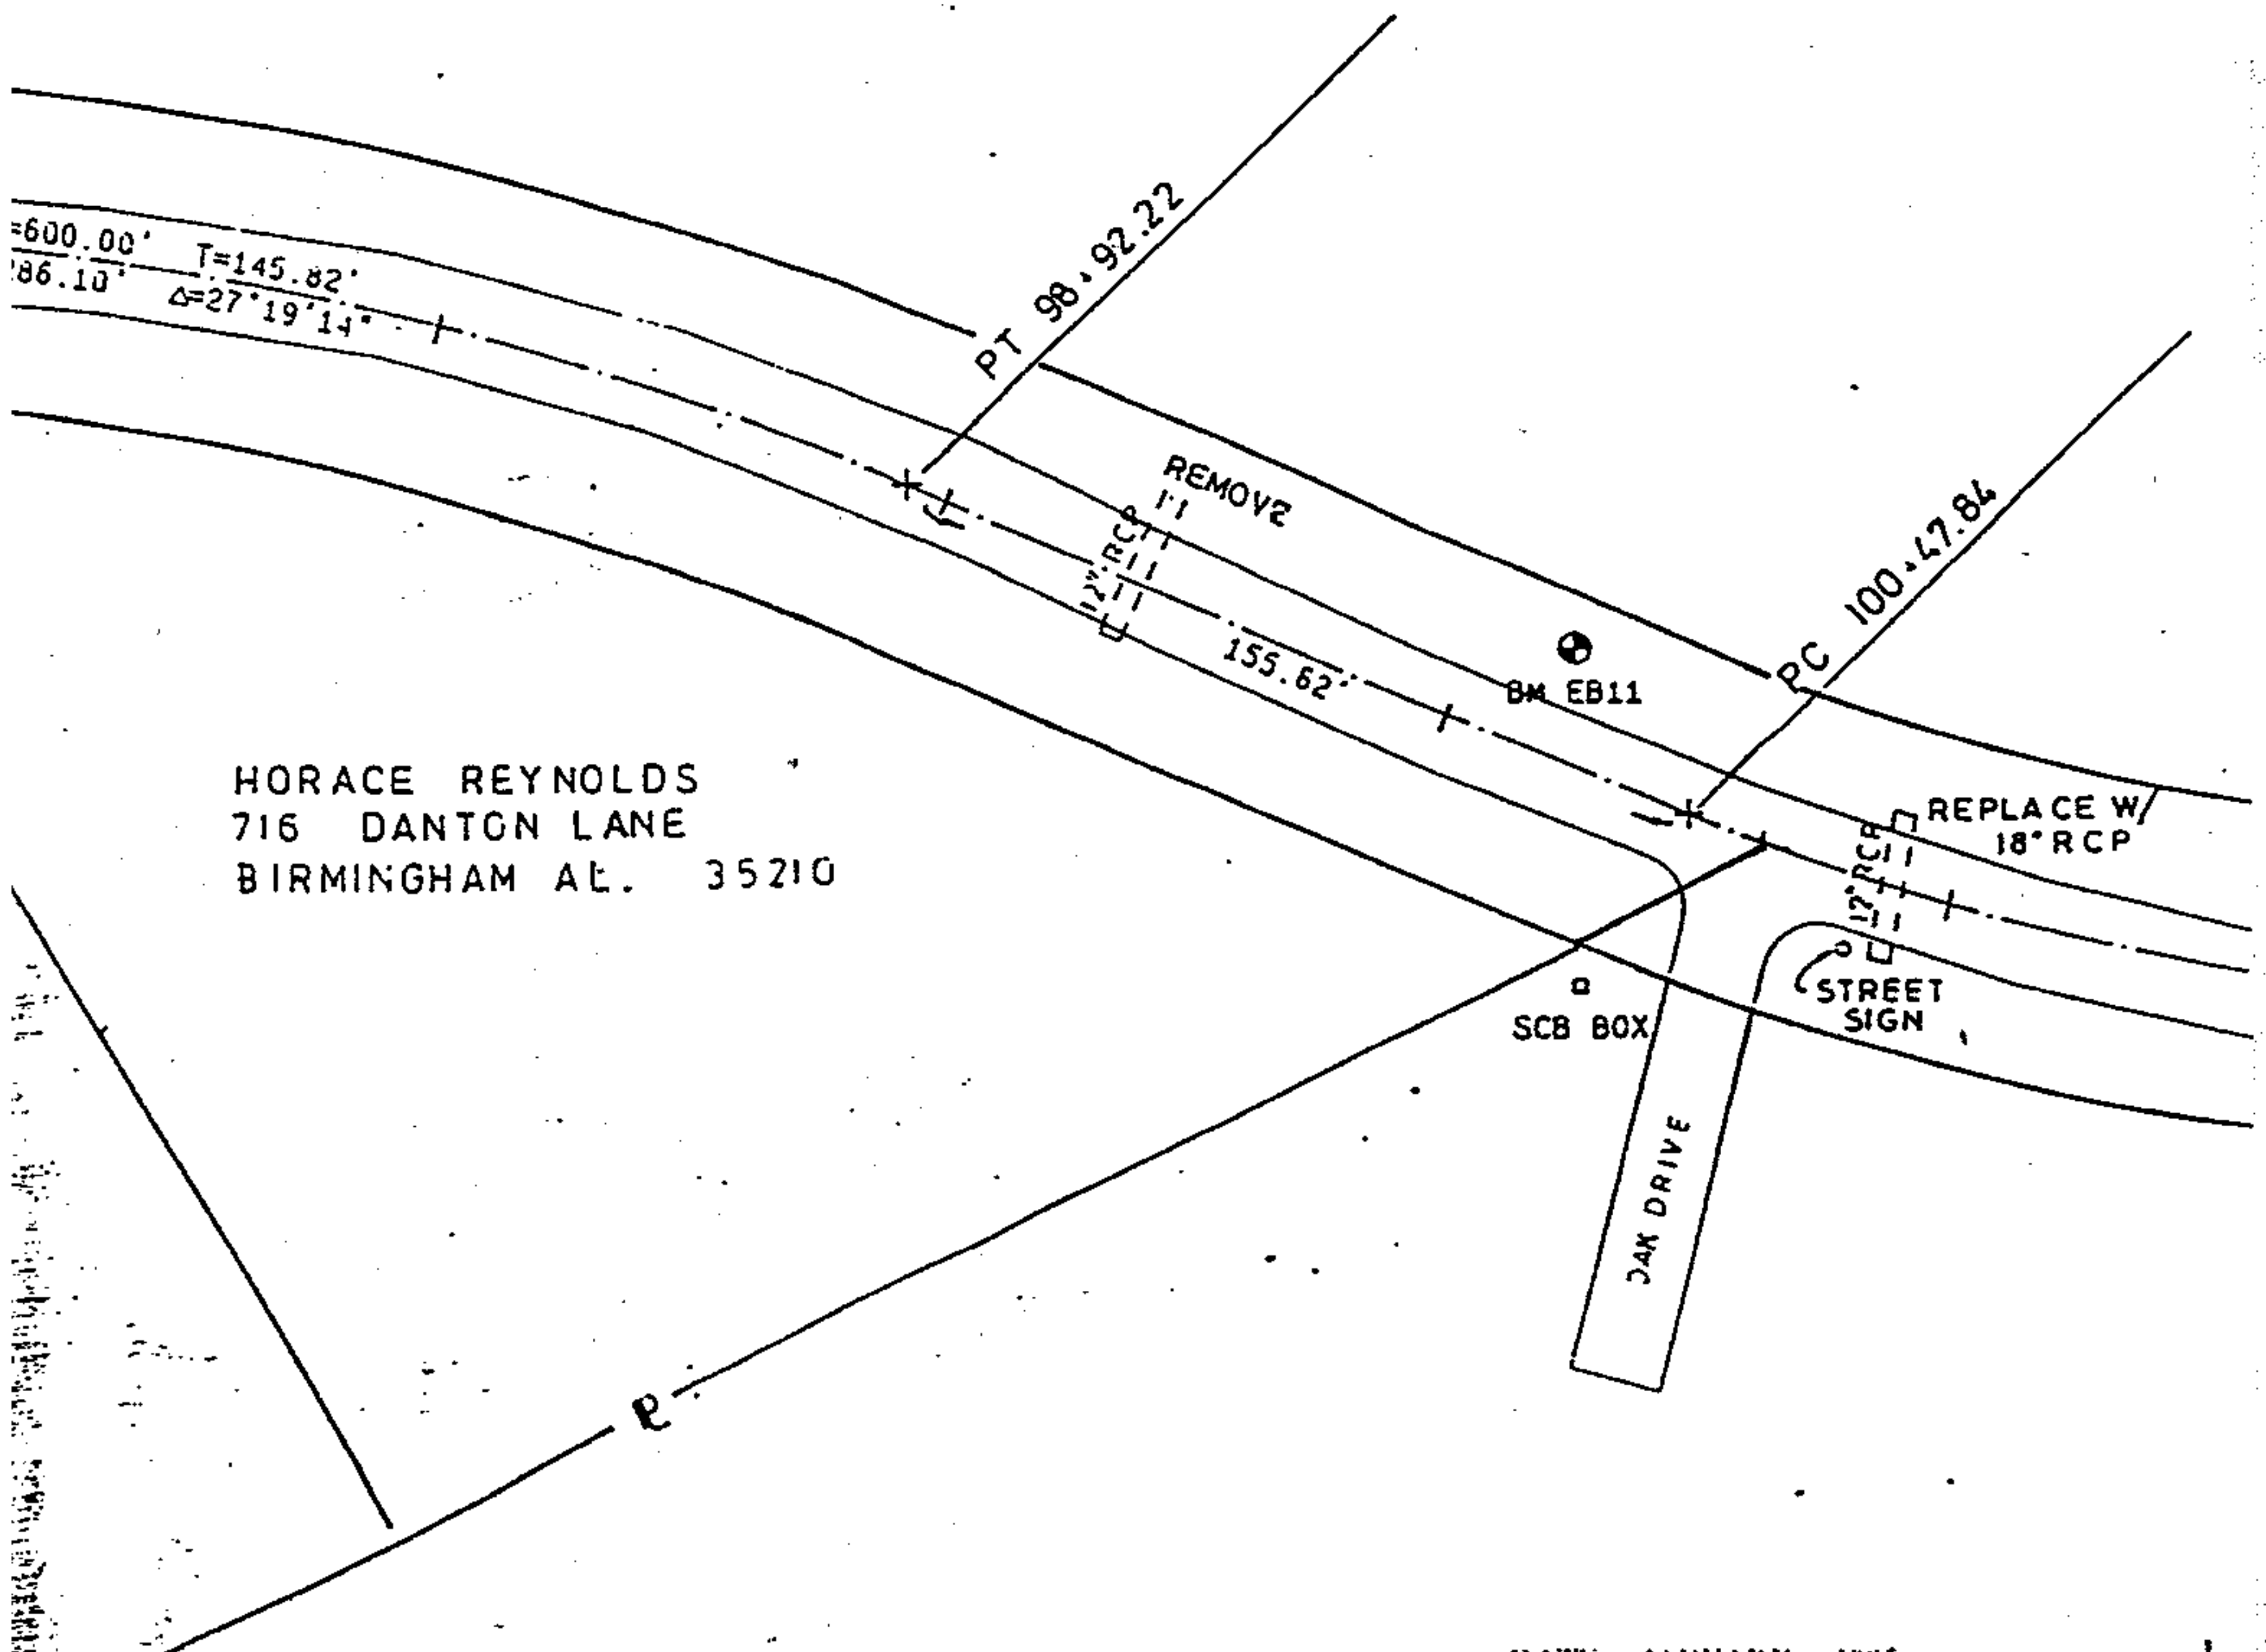 =600.00' T=145.82'
'86.10' Δ=27°19'14"
PT 98+92.22
REMOVE
12" RCP
155.62'
BM EB11
PC 100+47.84
HORACE REYNOLDS
716 DANTON LANE
BIRMINGHAM AL. 35210
REPLACE W/
18" RCP
12" RCP
STREET
SIGN
SCB BOX
OAK DRIVE
PL